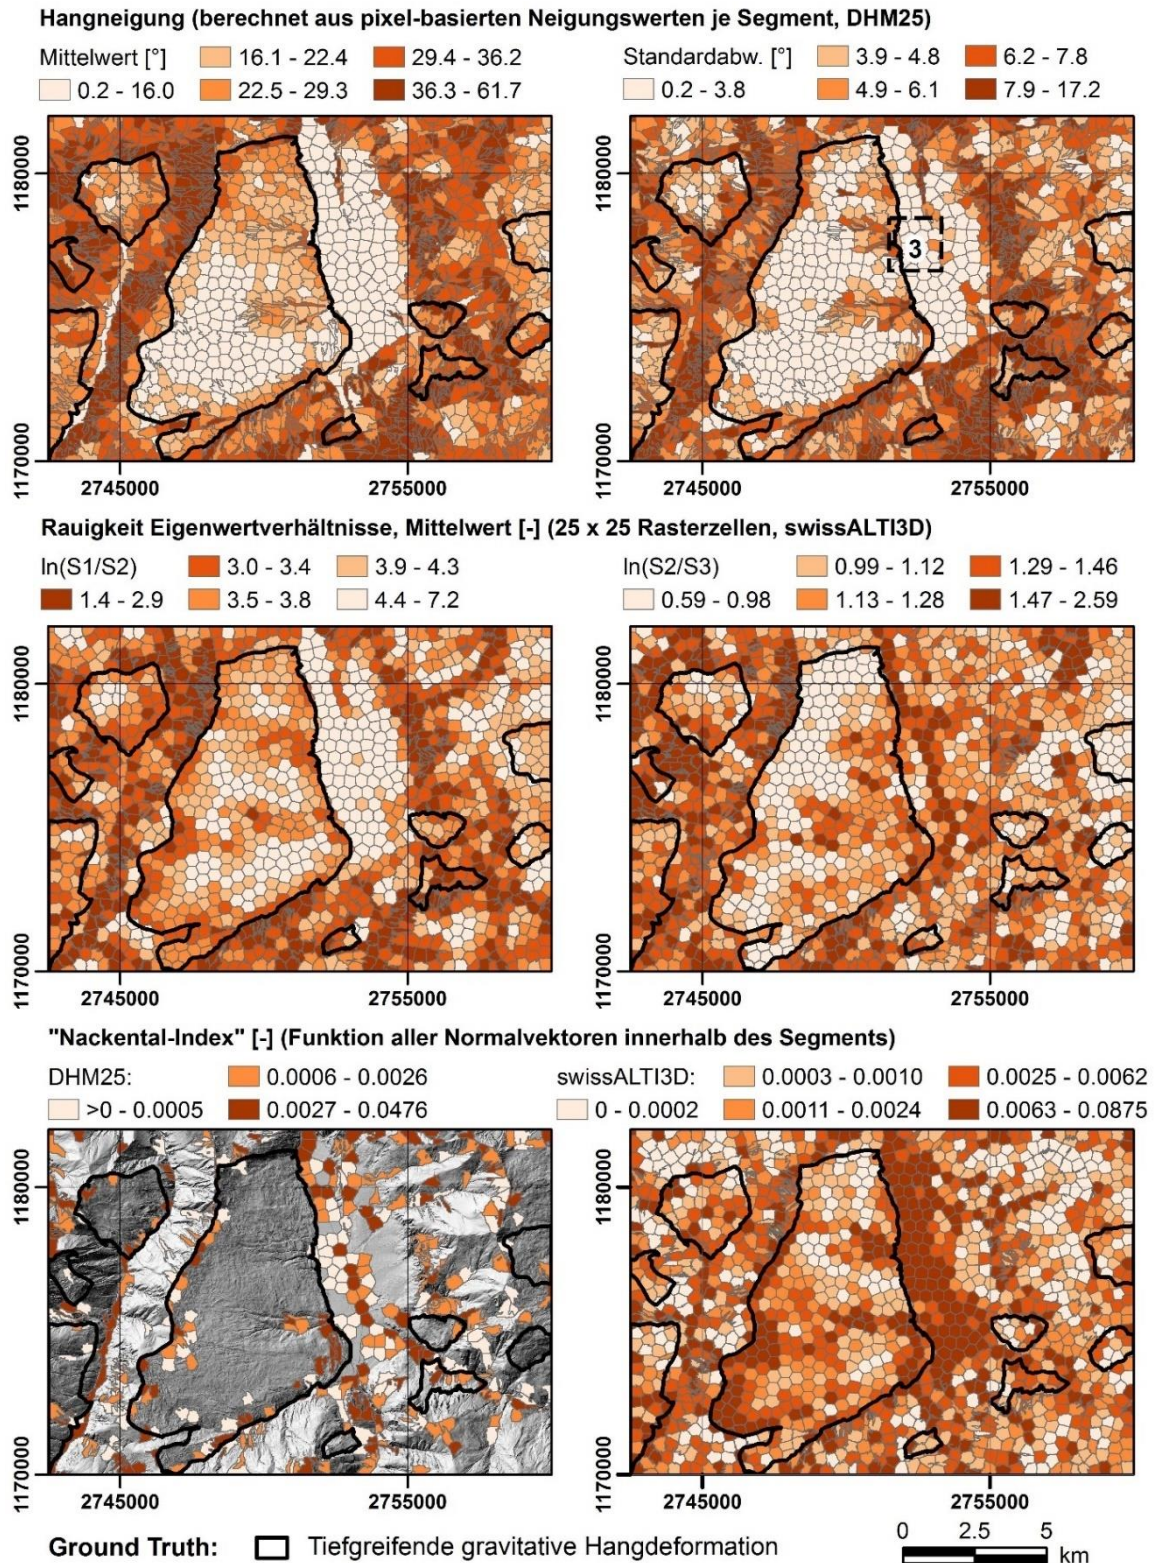 Hangneigung (berechnet aus pixel-basierten Neigungswerten je Segment, DHM25)
Mittelwert [°]
0.2 - 16.0
16.1 - 22.4
22.5 - 29.3
29.4 - 36.2
36.3 - 61.7
Standardabw. [°]
0.2 - 3.8
3.9 - 4.8
4.9 - 6.1
6.2 - 7.8
7.9 - 17.2
1180000
1170000
2745000
2755000
1180000
1170000
3
2745000
2755000
Rauigkeit Eigenwertverhältnisse, Mittelwert [-] (25 x 25 Rasterzellen, swissALTI3D)
ln(S1/S2)
1.4 - 2.9
3.0 - 3.4
3.5 - 3.8
3.9 - 4.3
4.4 - 7.2
ln(S2/S3)
0.59 - 0.98
0.99 - 1.12
1.13 - 1.28
1.29 - 1.46
1.47 - 2.59
1180000
1170000
2745000
2755000
1180000
1170000
2745000
2755000
"Nackental-Index" [-] (Funktion aller Normalvektoren innerhalb des Segments)
DHM25:
>0 - 0.0005
0.0006 - 0.0026
0.0027 - 0.0476
swissALTI3D:
0 - 0.0002
0.0003 - 0.0010
0.0011 - 0.0024
0.0025 - 0.0062
0.0063 - 0.0875
1180000
1170000
2745000
2755000
1180000
1170000
2745000
2755000
Ground Truth:
Tiefgreifende gravitative Hangdeformation
0 2.5 5
km